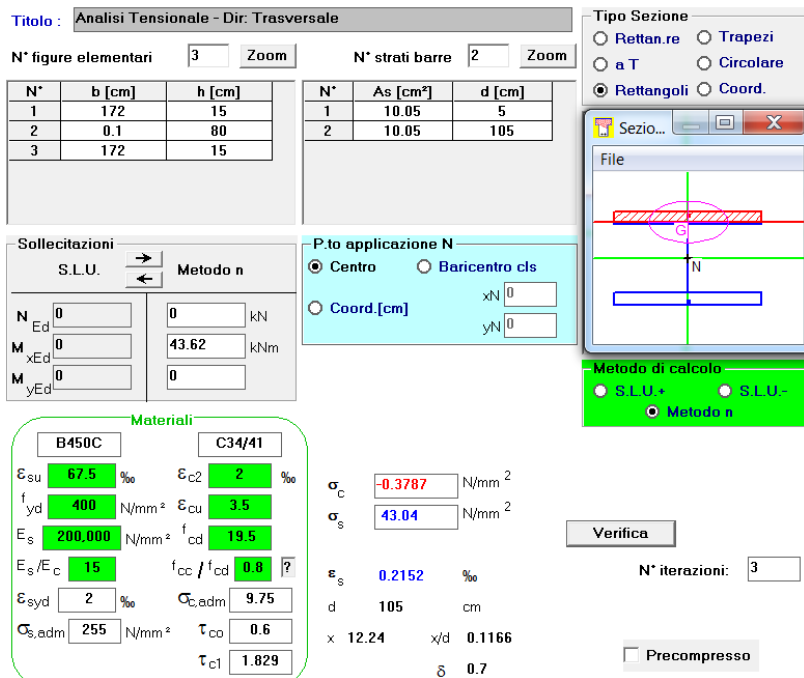 Titolo : Analisi Tensionale - Dir: Trasversale
N° figure elementari 3 Zoom
N° strati barre 2 Zoom
N° b [cm] h [cm]
1 172 15
2 0.1 80
3 172 15
N° As [cm²] d [cm]
1 10.05 5
2 10.05 105
Tipo Sezione
Rettan.re Trapezi
a T Circolare
Rettangoli Coord.
Sezio...
File
G
N
Sollecitazioni
S.L.U. Metodo n
N Ed 0 0 kN
M xEd 0 43.62 kNm
M yEd 0 0
P.to applicazione N
Centro Baricentro cls
Coord.[cm] xN 0
yN 0
Metodo di calcolo
S.L.U.+ S.L.U.-
Metodo n
Materiali
B450C C34/41
εsu 67.5 ‰ εc2 2 ‰
fyd 400 N/mm² εcu 3.5
Es 200,000 N/mm² fcd 19.5
Es/Ec 15 fcc / fcd 0.8 ?
εsyd 2 ‰ σc,adm 9.75
σs,adm 255 N/mm² τco 0.6
τc1 1.829
σc -0.3787 N/mm²
σs 43.04 N/mm²
εs 0.2152 ‰
d 105 cm
x 12.24 x/d 0.1166
δ 0.7
Verifica
N° iterazioni: 3
Precompresso